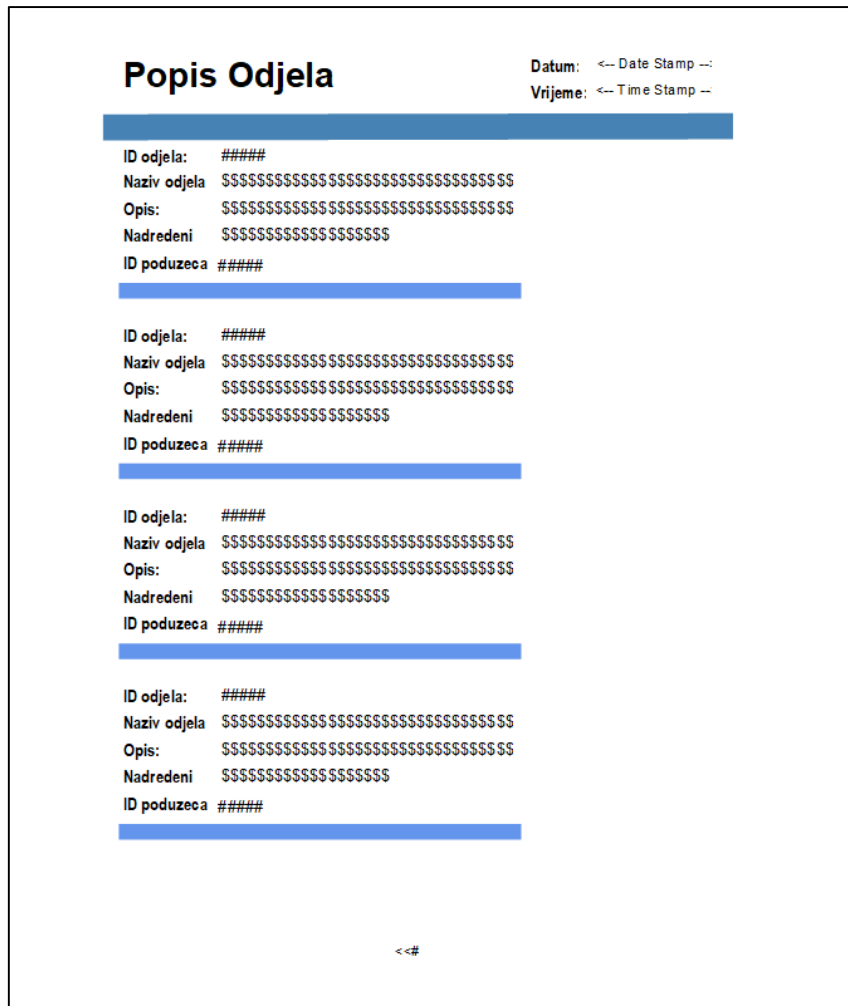 Popis Odjela
Datum: <-- Date Stamp --:
Vrijeme: <-- Time Stamp --
ID odjela: #####
Naziv odjela $$$$$$$$$$$$$$$$$$$$$$$$$$$$$$$$$
Opis: $$$$$$$$$$$$$$$$$$$$$$$$$$$$$$$$$
Nadredeni $$$$$$$$$$$$$$$$$$$
ID poduzeca #####
ID odjela: #####
Naziv odjela $$$$$$$$$$$$$$$$$$$$$$$$$$$$$$$$$
Opis: $$$$$$$$$$$$$$$$$$$$$$$$$$$$$$$$$
Nadredeni $$$$$$$$$$$$$$$$$$$
ID poduzeca #####
ID odjela: #####
Naziv odjela $$$$$$$$$$$$$$$$$$$$$$$$$$$$$$$$$
Opis: $$$$$$$$$$$$$$$$$$$$$$$$$$$$$$$$$
Nadredeni $$$$$$$$$$$$$$$$$$$
ID poduzeca #####
ID odjela: #####
Naziv odjela $$$$$$$$$$$$$$$$$$$$$$$$$$$$$$$$$
Opis: $$$$$$$$$$$$$$$$$$$$$$$$$$$$$$$$$
Nadredeni $$$$$$$$$$$$$$$$$$$
ID poduzeca #####
<<#